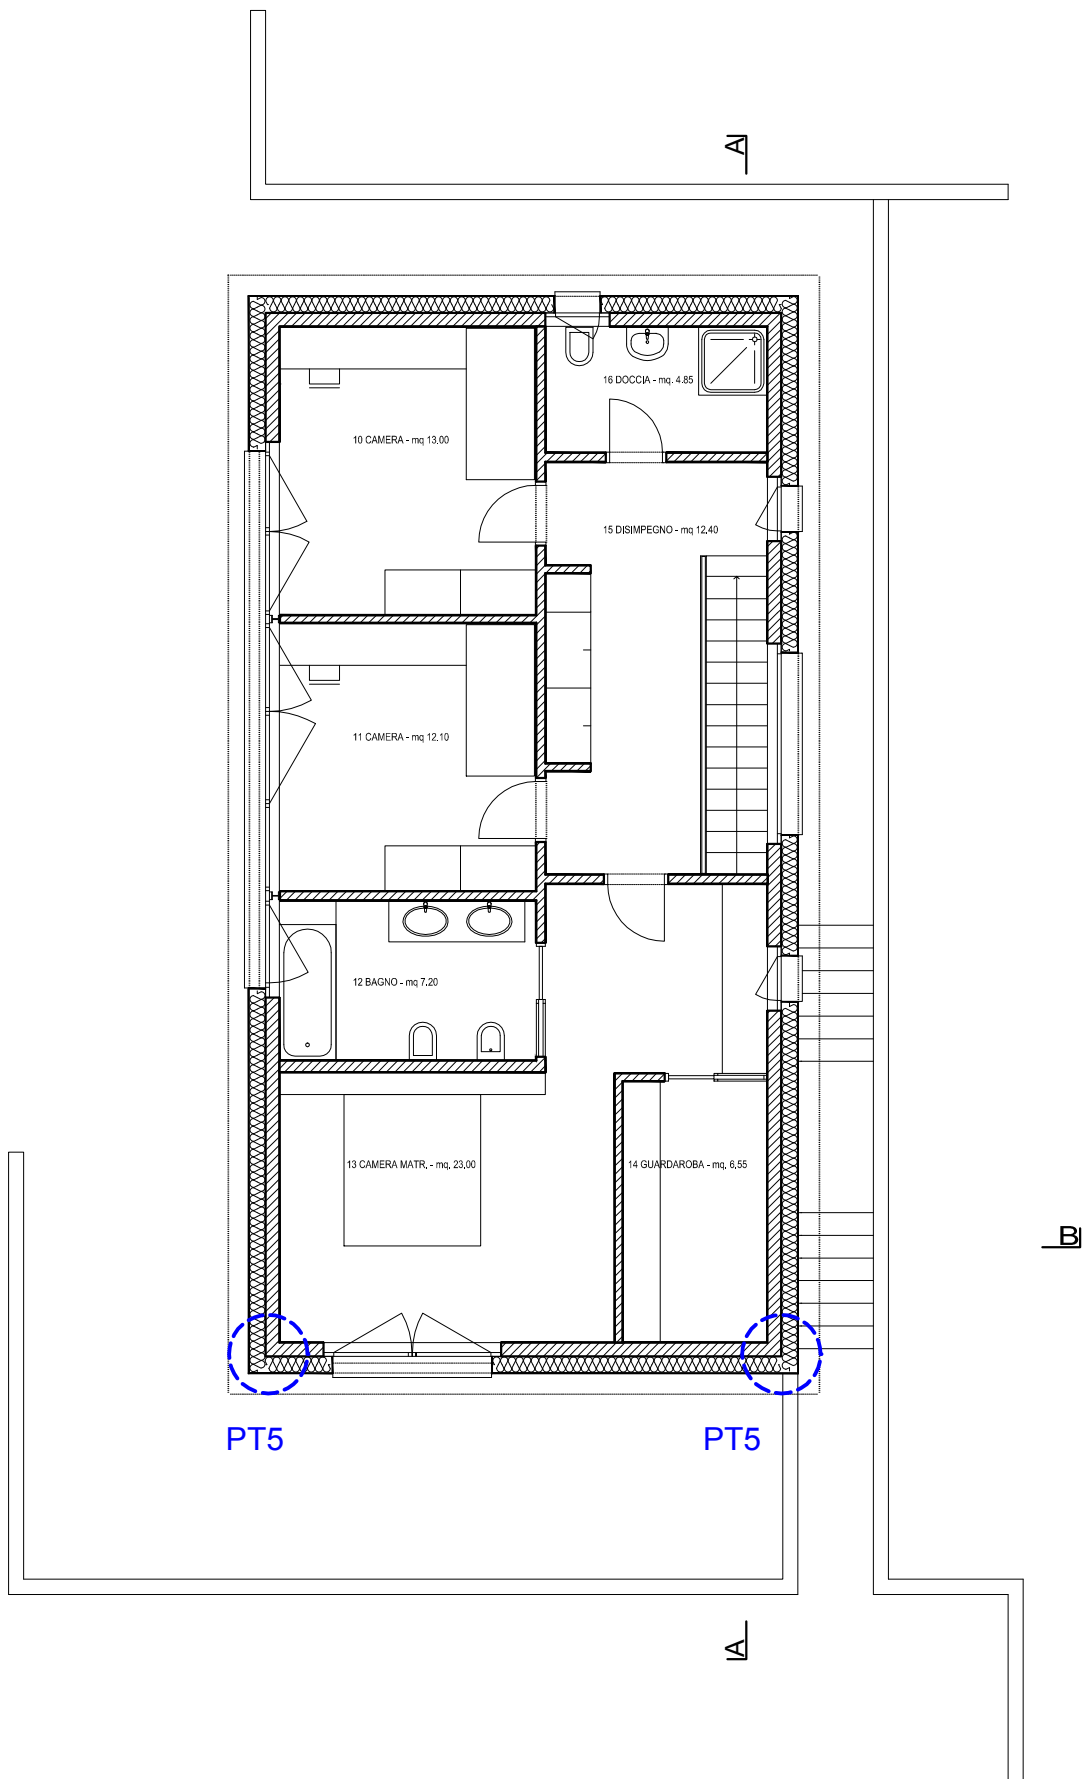 A
16 DOCCIA - mq. 4.85
10 CAMERA - mq 13,00
15 DISIMPEGNO - mq 12,40
11 CAMERA - mq 12,10
12 BAGNO - mq 7,20
13 CAMERA MATR. - mq. 23,00
14 GUARDAROBA - mq. 6,55
B
PT5
PT5
A